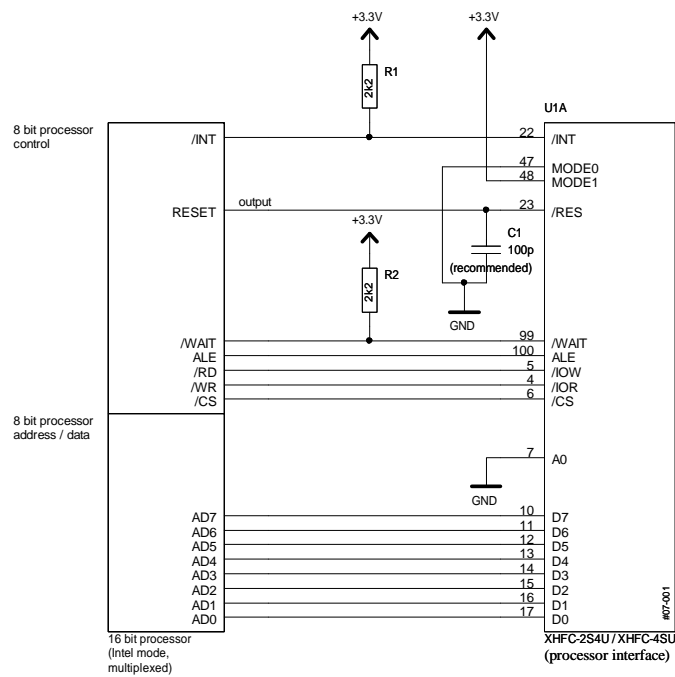 +3.3V
+3.3V
R1
2k2
U1A
8 bit processor
control
/INT
22
/INT
47
MODE0
48
MODE1
RESET
output
23
/RES
+3.3V
C1
100p
(recommended)
R2
2k2
GND
/WAIT
99
/WAIT
ALE
100
ALE
/RD
5
/IOW
/WR
4
/IOR
/CS
6
/CS
8 bit processor
address / data
7
A0
GND
AD7
10
D7
AD6
11
D6
AD5
12
D5
AD4
13
D4
AD3
14
D3
AD2
15
D2
AD1
16
D1
AD0
17
D0
#07-001
16 bit processor
(Intel mode,
multiplexed)
XHFC-2S4U / XHFC-4SU
(processor interface)